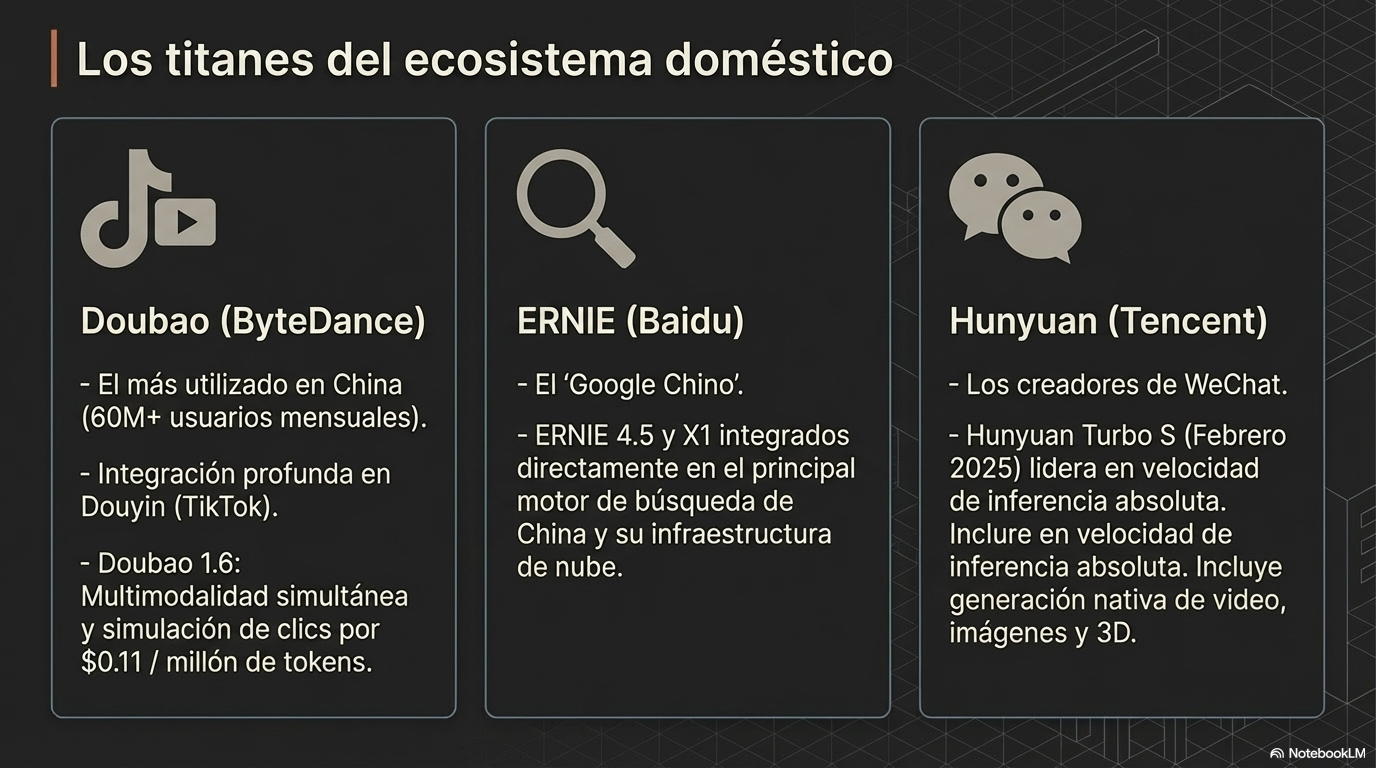 Los titanes del ecosistema doméstico
Doubao (ByteDance)
- El más utilizado en China
(60M+ usuarios mensuales).
- Integración profunda en
Douyin (TikTok).
- Doubao 1.6:
Multimodalidad simultánea
y simulación de clics por
$0.11 / millón de tokens.
ERNIE (Baidu)
- El ‘Google Chino’.
- ERNIE 4.5 y X1 integrados
directamente en el principal
motor de búsqueda de
China y su infraestructura
de nube.
Hunyuan (Tencent)
- Los creadores de WeChat.
- Hunyuan Turbo S (Febrero
2025) lidera en velocidad
de inferencia absoluta.
Inclure en velocidad de
inferencia absoluta. Incluye
generación nativa de video,
imágenes y 3D.
NotebookLM